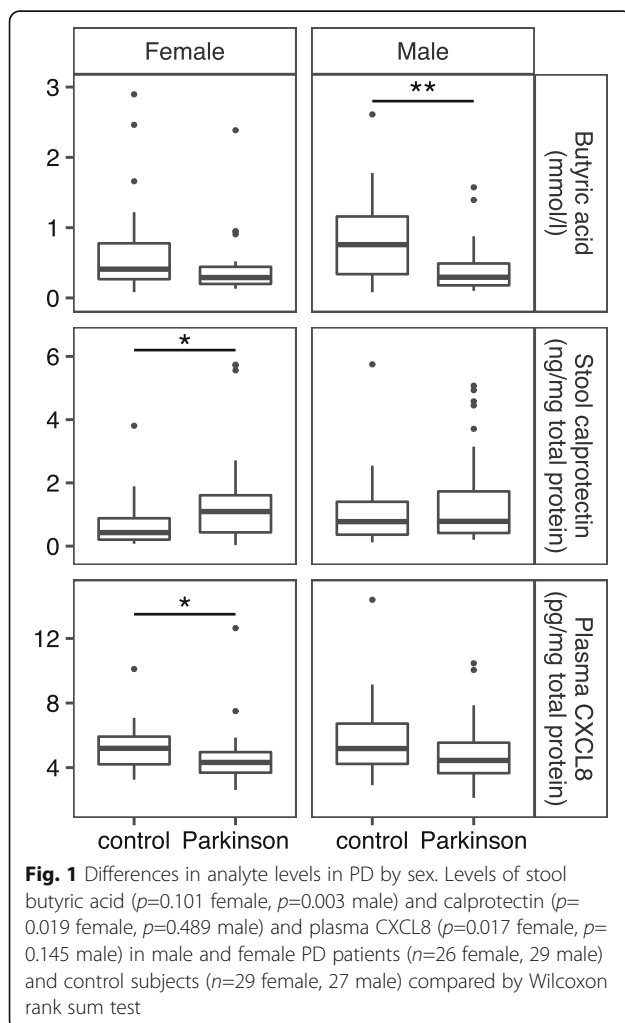 Female
Male
3
2
1
0
**
Butyric acid
(mmol/l)
6
4
2
0
*
Stool calprotectin
(ng/mg total protein)
12
8
4
*
Plasma CXCL8
(pg/mg total protein)
control Parkinson
control Parkinson
Fig. 1 Differences in analyte levels in PD by sex. Levels of stool
butyric acid (p=0.101 female, p=0.003 male) and calprotectin (p=
0.019 female, p=0.489 male) and plasma CXCL8 (p=0.017 female, p=
0.145 male) in male and female PD patients (n=26 female, 29 male)
and control subjects (n=29 female, 27 male) compared by Wilcoxon
rank sum test